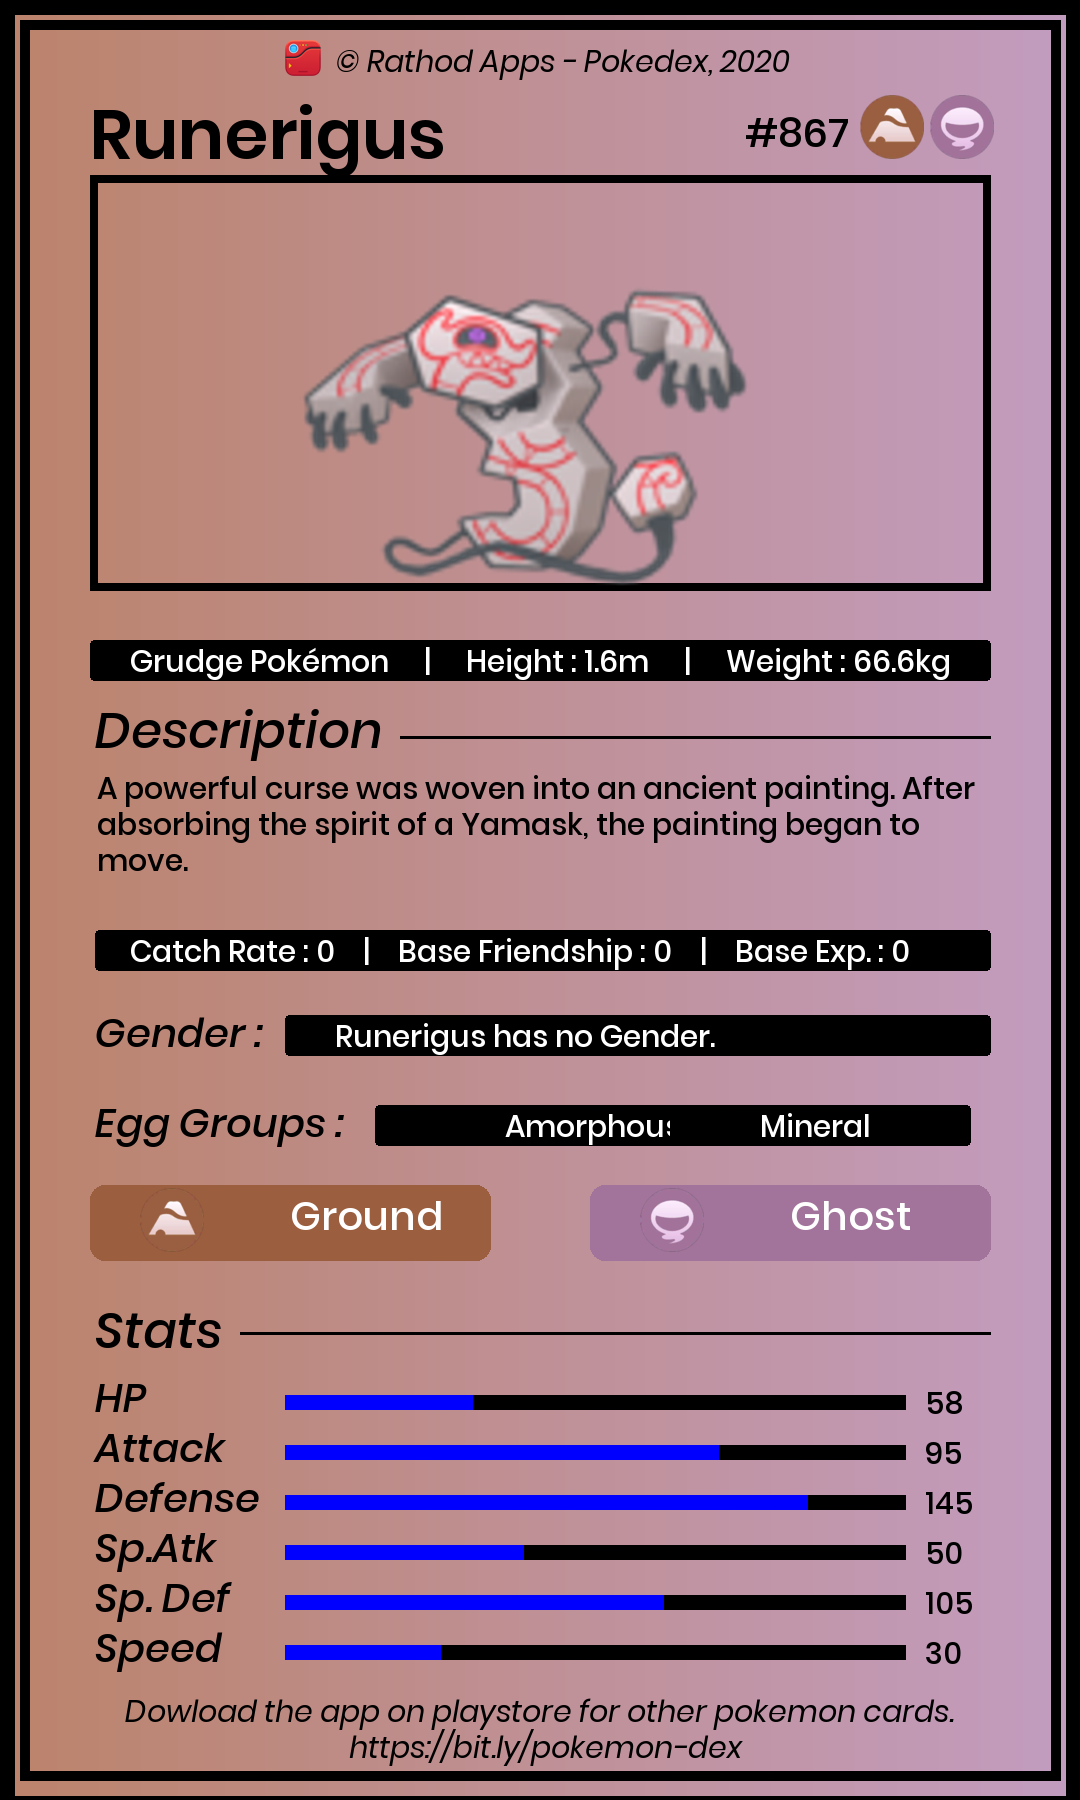 © Rathod Apps - Pokedex, 2020
Runerigus #867
Grudge Pokémon | Height : 1.6m | Weight : 66.6kg
Description
A powerful curse was woven into an ancient painting. After
absorbing the spirit of a Yamask, the painting began to
move.
Catch Rate : 0 | Base Friendship : 0 | Base Exp. : 0
Gender : Runerigus has no Gender.
Egg Groups : Amorphous Mineral
Ground Ghost
Stats
HP 58
Attack 95
Defense 145
Sp.Atk 50
Sp. Def 105
Speed 30
Dowload the app on playstore for other pokemon cards.
https://bit.ly/pokemon-dex